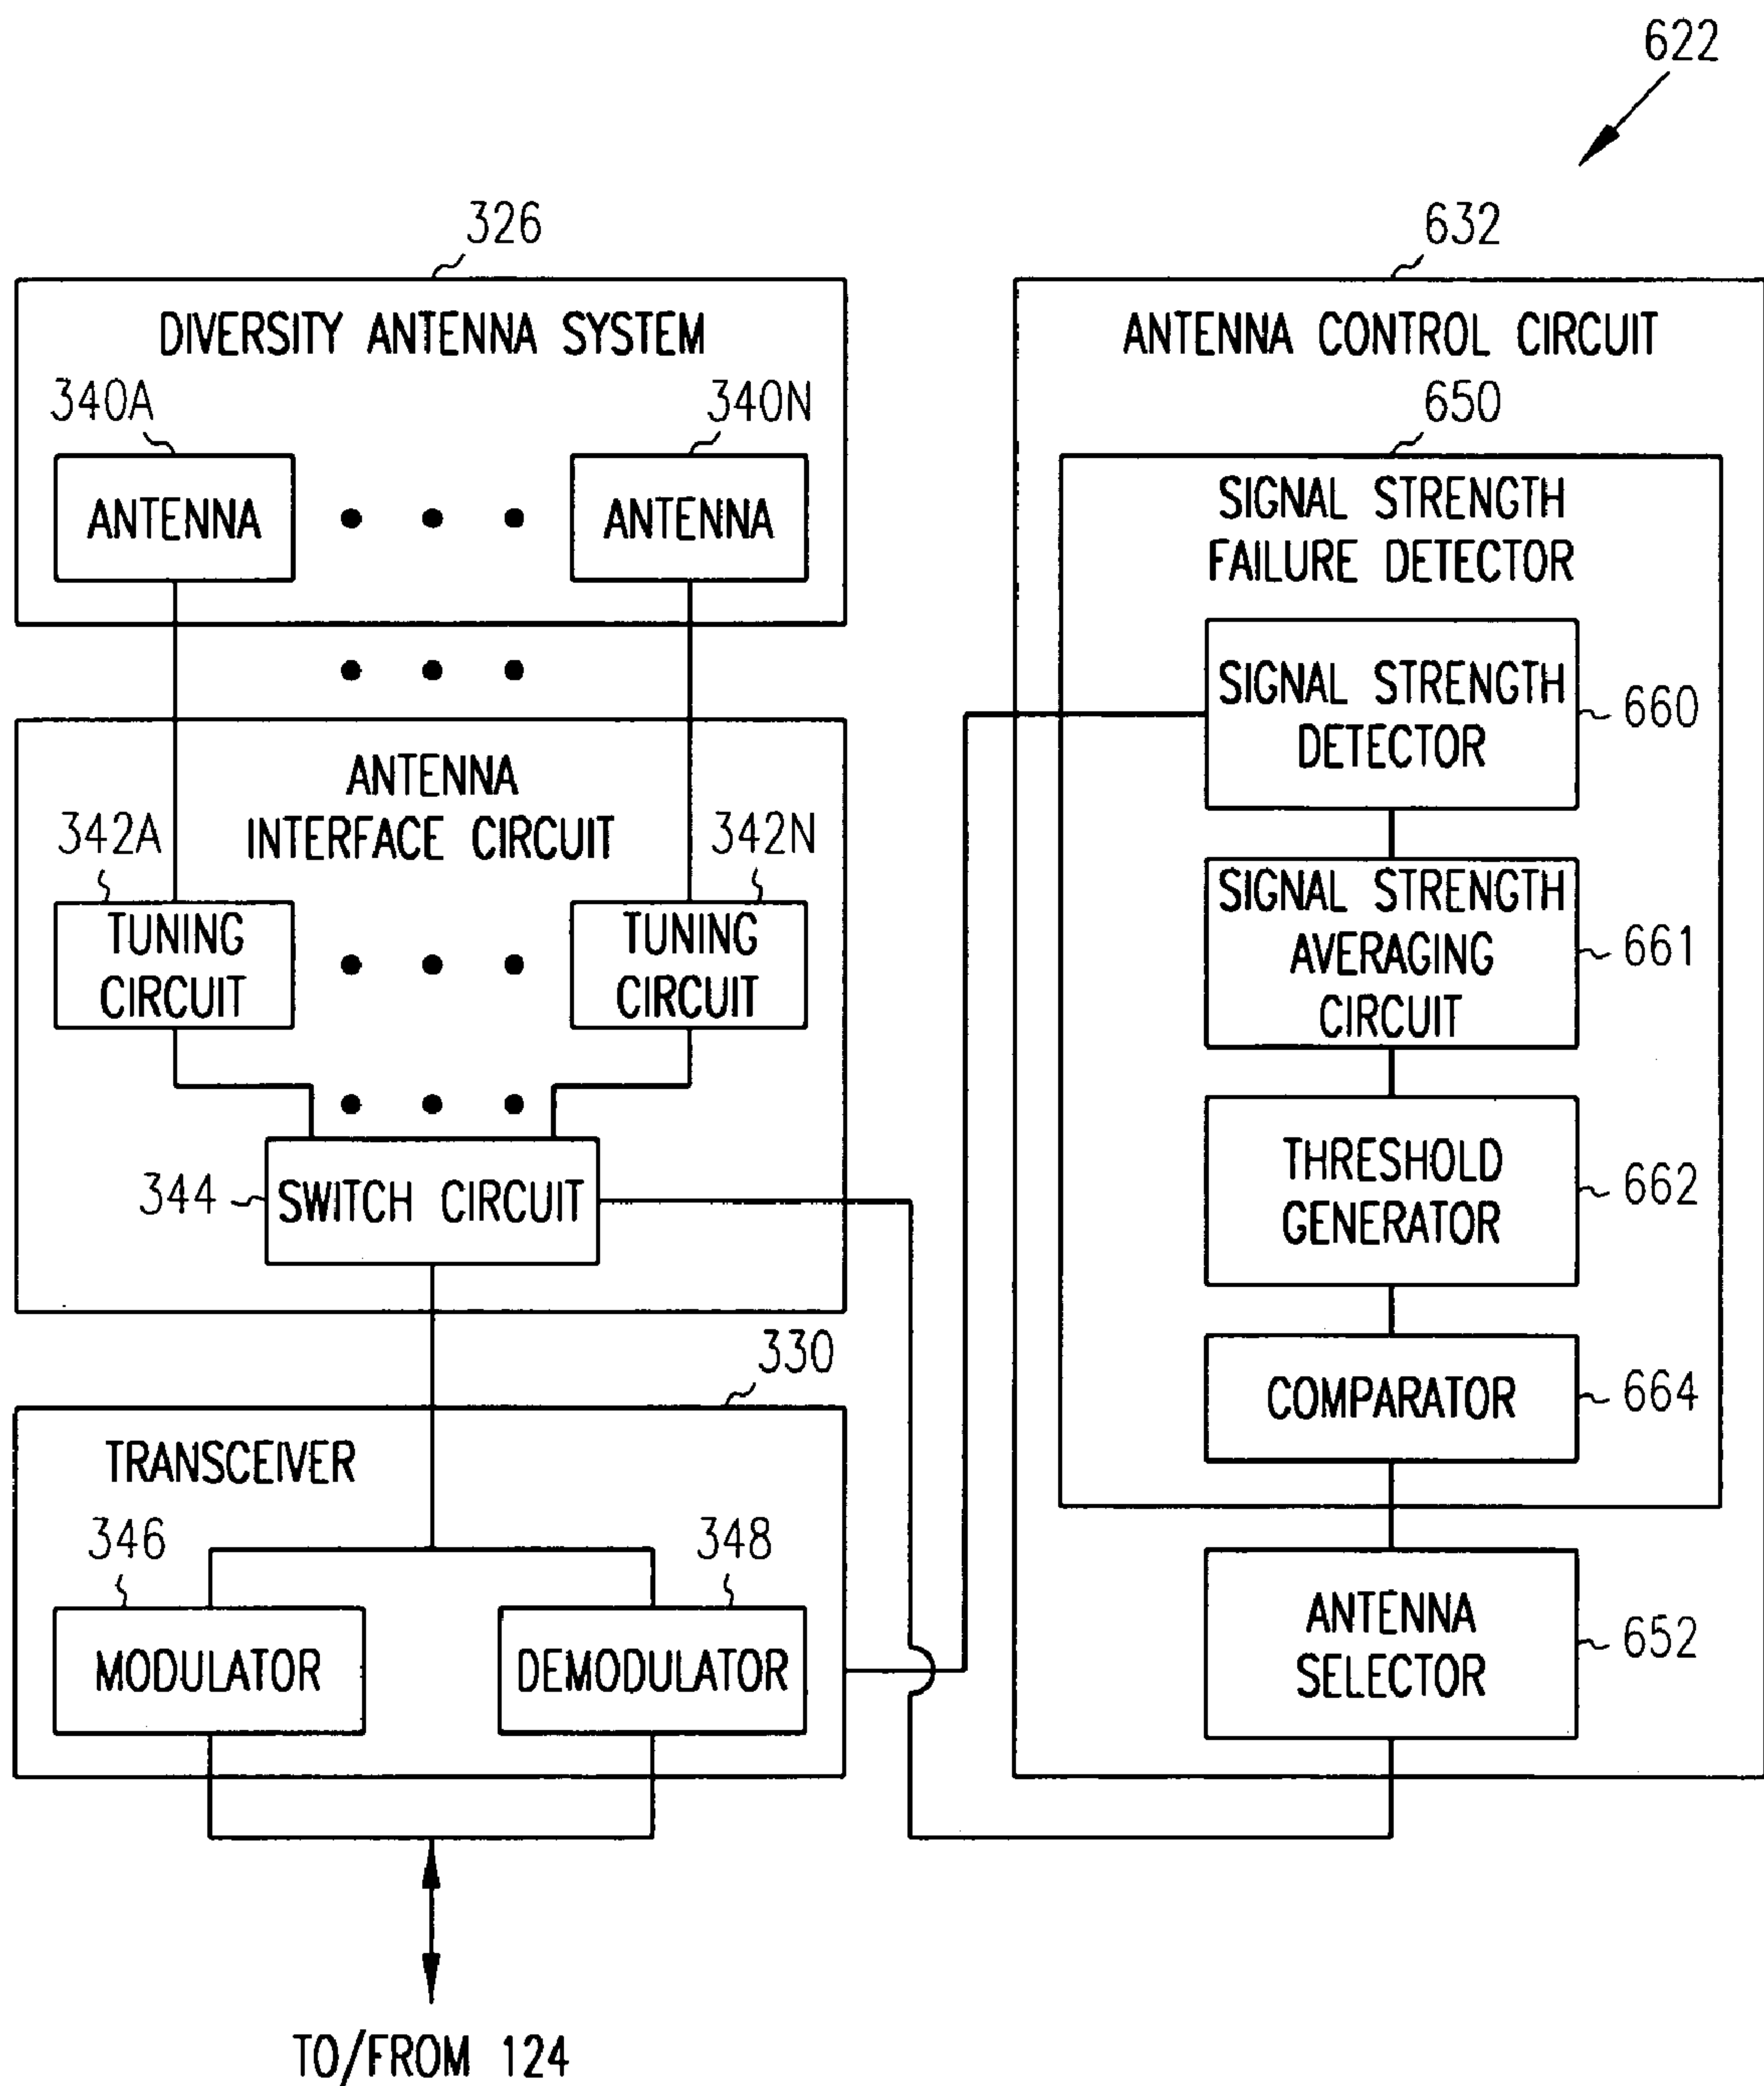 622
326
DIVERSITY ANTENNA SYSTEM
340A
340N
ANTENNA
ANTENNA
ANTENNA
INTERFACE CIRCUIT
342A
342N
TUNING
CIRCUIT
TUNING
CIRCUIT
344
SWITCH CIRCUIT
330
TRANSCEIVER
346
348
MODULATOR
DEMODULATOR
TO/FROM 124
632
ANTENNA CONTROL CIRCUIT
650
SIGNAL STRENGTH
FAILURE DETECTOR
SIGNAL STRENGTH
DETECTOR
660
SIGNAL STRENGTH
AVERAGING
CIRCUIT
661
THRESHOLD
GENERATOR
662
COMPARATOR
664
ANTENNA
SELECTOR
652